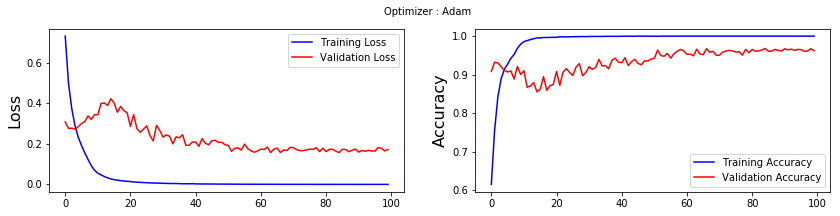 Optimizer : Adam
Loss
0.6
0.4
0.2
0.0
0 20 40 60 80 100
Training Loss
Validation Loss
Accuracy
1.0
0.9
0.8
0.7
0.6
0 20 40 60 80 100
Training Accuracy
Validation Accuracy